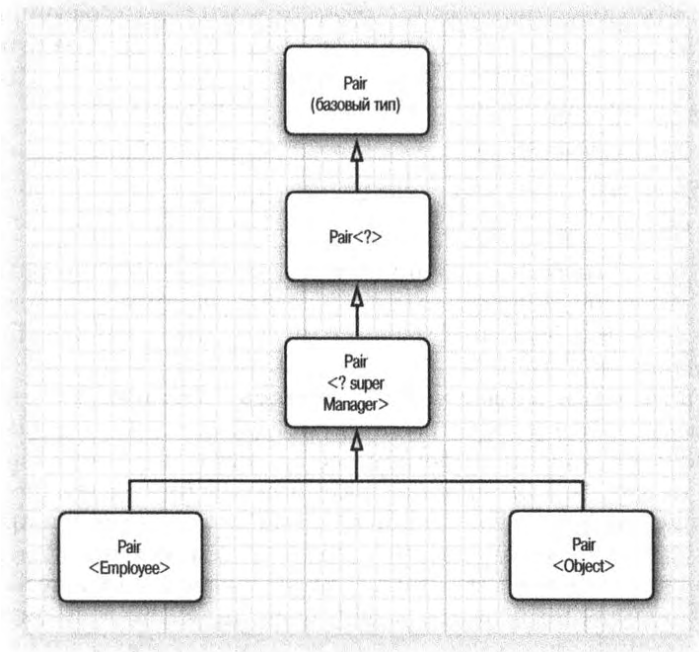 Pair
(базовый тип)
Pair<?>
Pair
<? super
Manager>
Pair
<Employee>
Pair
<Object>